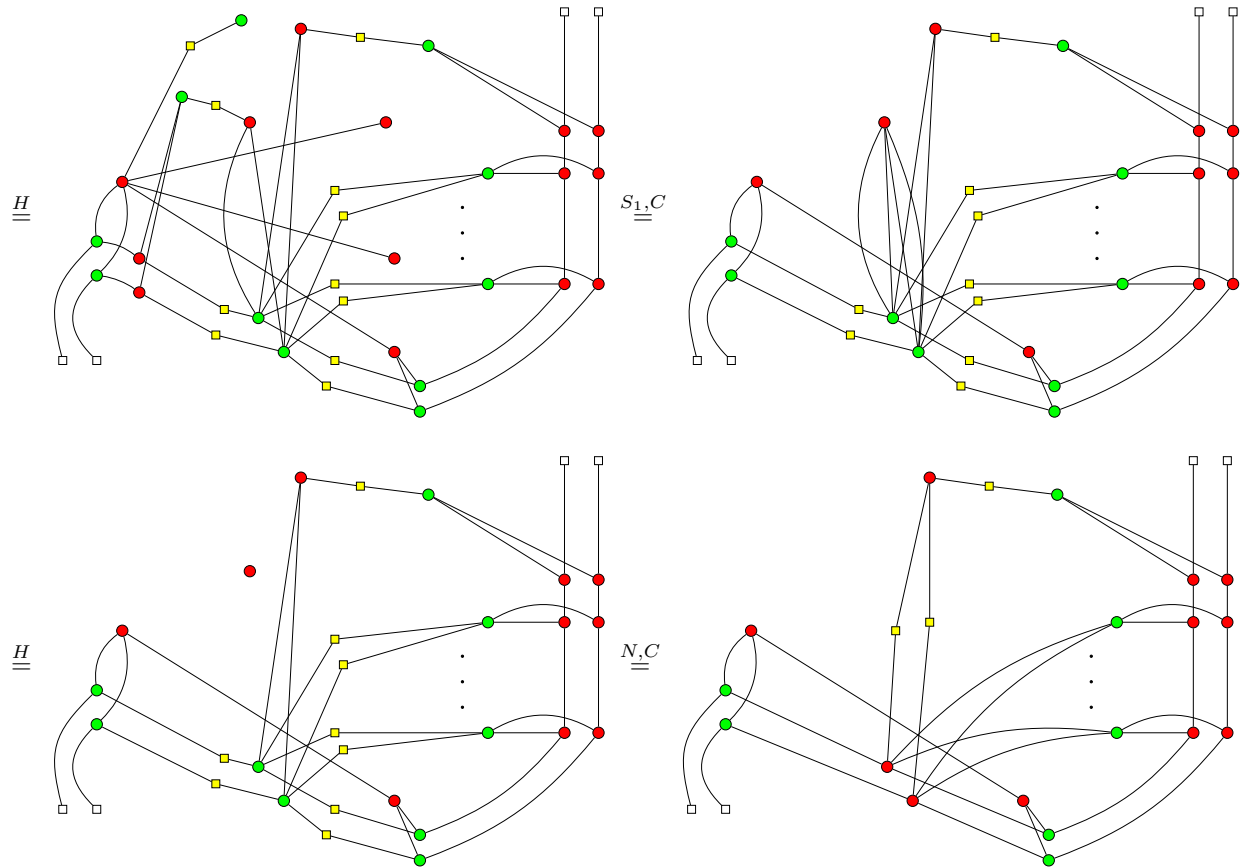 H
=
S₁,C
=
H
=
N,C
=